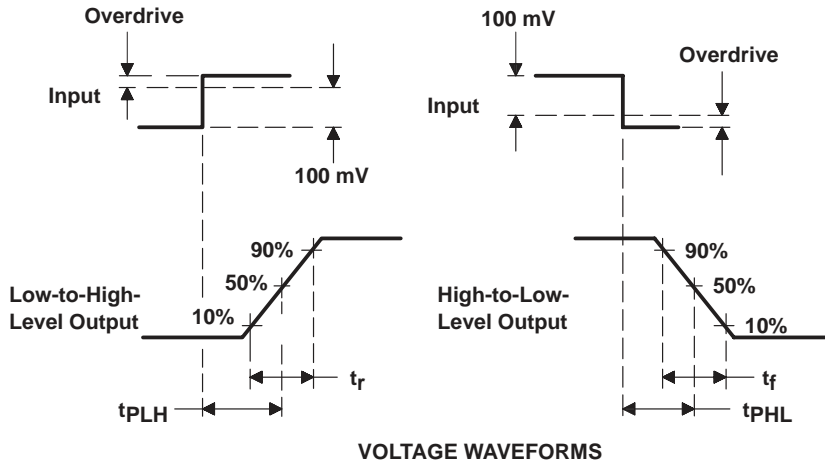 Overdrive
Input
100 mV
90%
50%
10%
Low-to-High-
Level Output
tr
tPLH
100 mV
Overdrive
Input
90%
50%
10%
High-to-Low-
Level Output
tf
tPHL
VOLTAGE WAVEFORMS